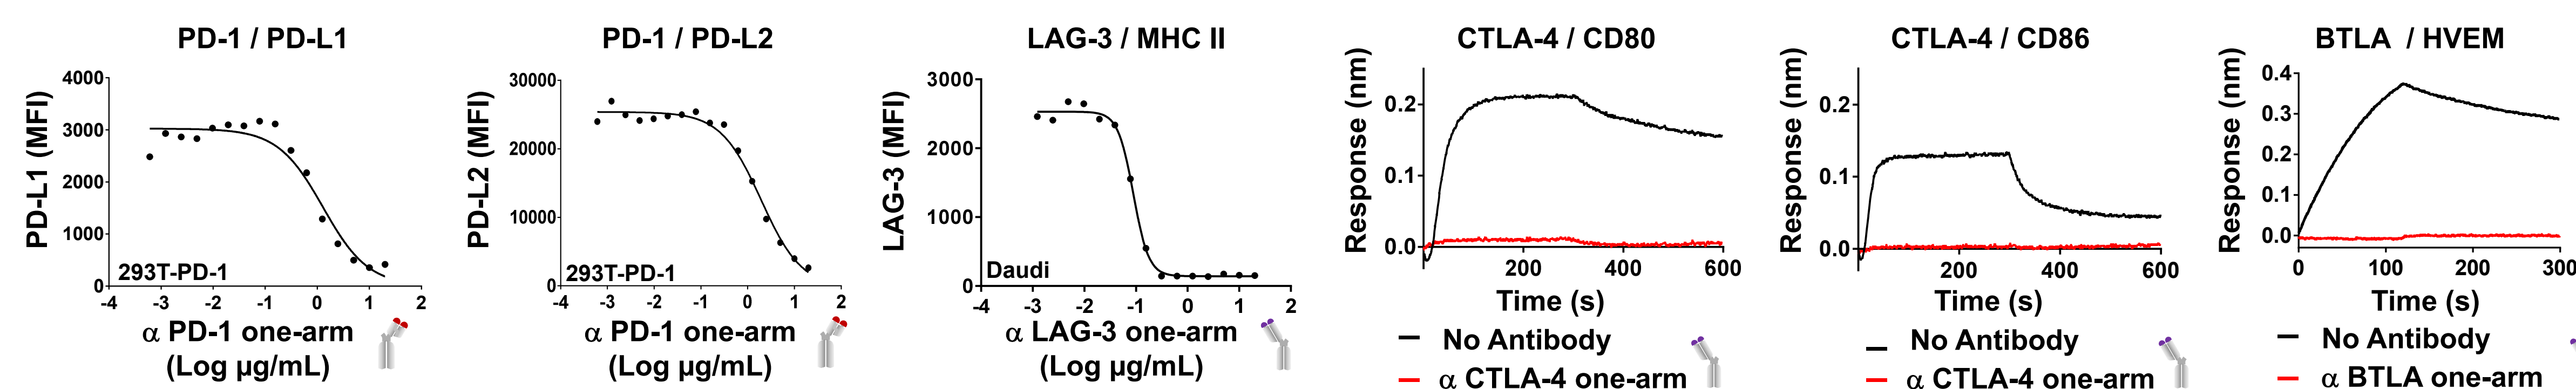 PD-1 / PD-L1
PD-L1 (MFI)
4000
3000
2000
1000
0
293T-PD-1
-4 -3 -2 -1 0 1 2
α PD-1 one-arm
(Log µg/mL)
PD-1 / PD-L2
PD-L2 (MFI)
30000
20000
10000
0
293T-PD-1
-4 -3 -2 -1 0 1 2
α PD-1 one-arm
(Log µg/mL)
LAG-3 / MHC II
LAG-3 (MFI)
3000
2000
1000
0
Daudi
-4 -3 -2 -1 0 1 2
α LAG-3 one-arm
(Log µg/mL)
CTLA-4 / CD80
Response (nm)
0.2
0.1
0.0
200 400 600
Time (s)
No Antibody
α CTLA-4 one-arm
CTLA-4 / CD86
Response (nm)
0.2
0.1
0.0
200 400 600
Time (s)
No Antibody
α CTLA-4 one-arm
BTLA / HVEM
Response (nm)
0.4
0.3
0.2
0.1
0.0
0 100 200 300
Time (s)
No Antibody
α BTLA one-arm